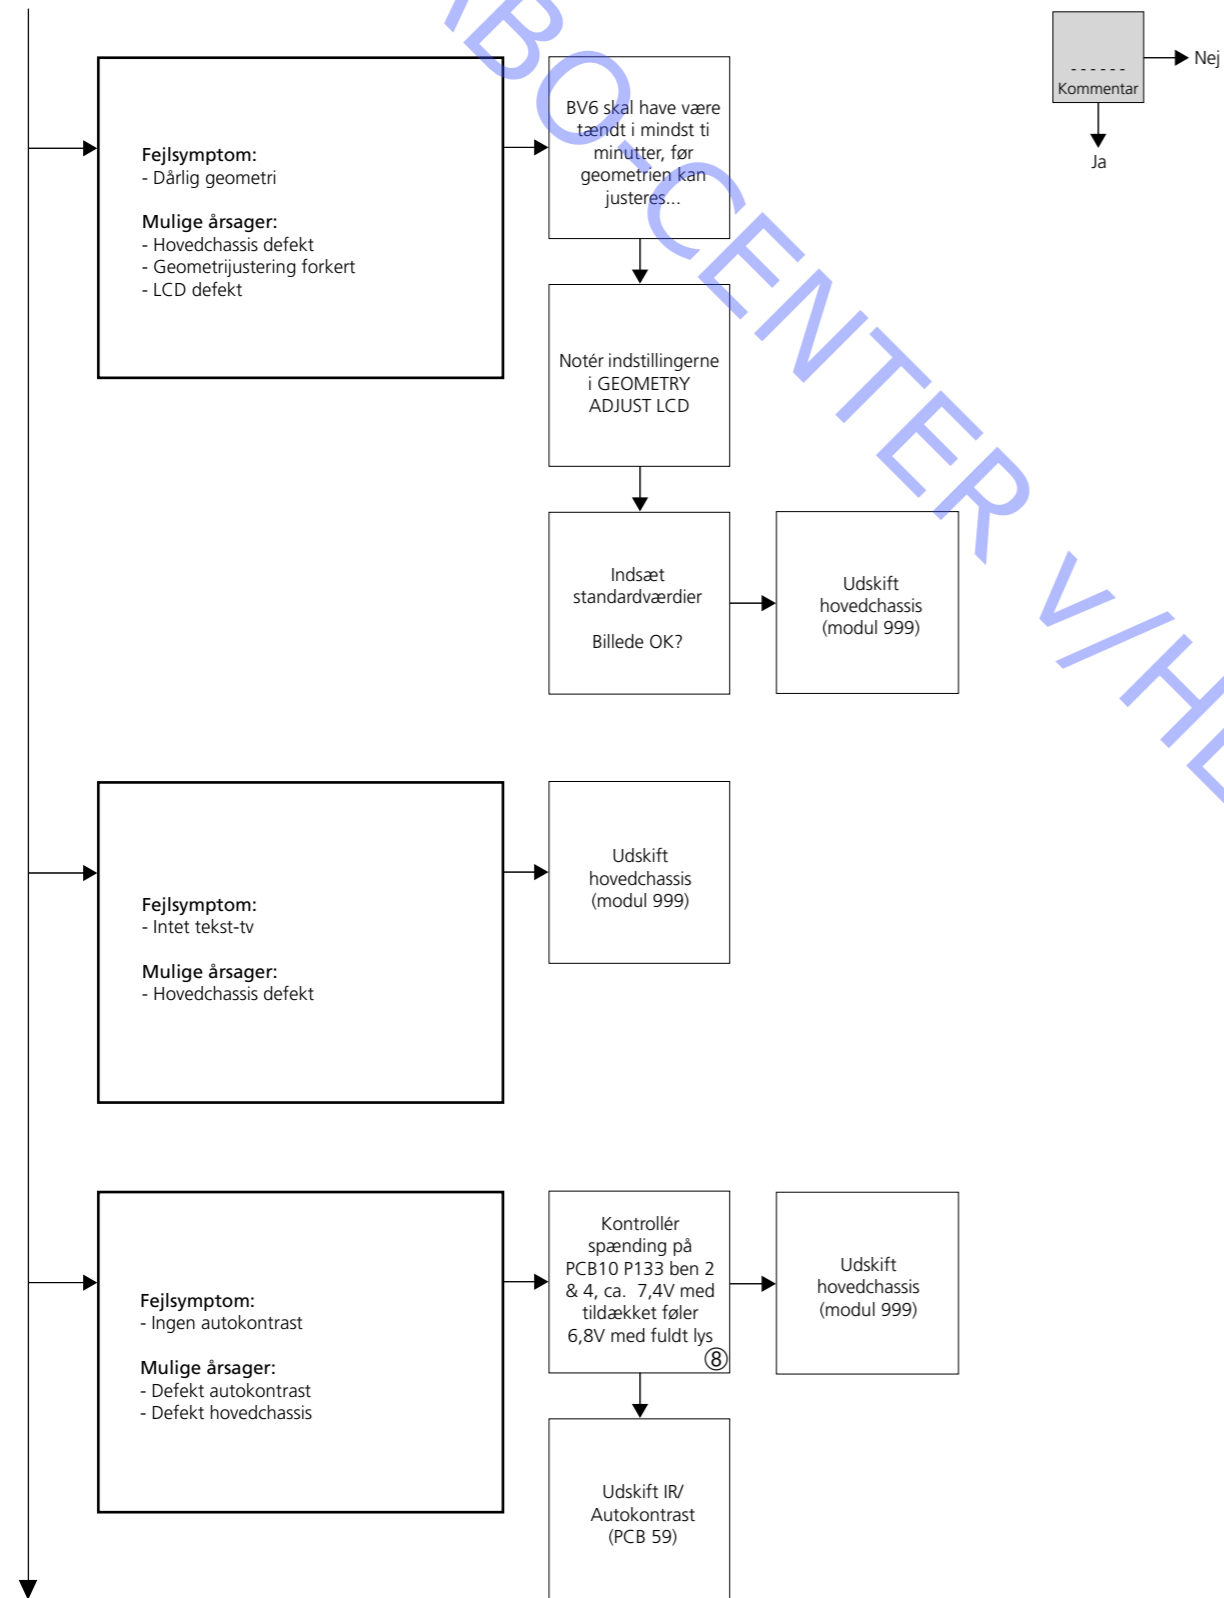 Fejlsymptom:
- Dårlig geometri
Mulige årsager:
- Hovedchassis defekt
- Geometrijustering forkert
- LCD defekt
BV6 skal have være
tændt i mindst ti
minutter, før
geometrien kan
justeres...
Notér indstillingerne
i GEOMETRY
ADJUST LCD
Indsæt
standardværdier
Billede OK?
Udskift
hovedchassis
(modul 999)
------
Kommentar
Nej
Ja
Fejlsymptom:
- Intet tekst-tv
Mulige årsager:
- Hovedchassis defekt
Udskift
hovedchassis
(modul 999)
Fejlsymptom:
- Ingen autokontrast
Mulige årsager:
- Defekt autokontrast
- Defekt hovedchassis
Kontrollér
spænding på
PCB10 P133 ben 2
& 4, ca. 7,4V med
tildækket føler
6,8V med fuldt lys
⑧
Udskift
hovedchassis
(modul 999)
Udskift IR/
Autokontrast
(PCB 59)
BO-CENTER v/H